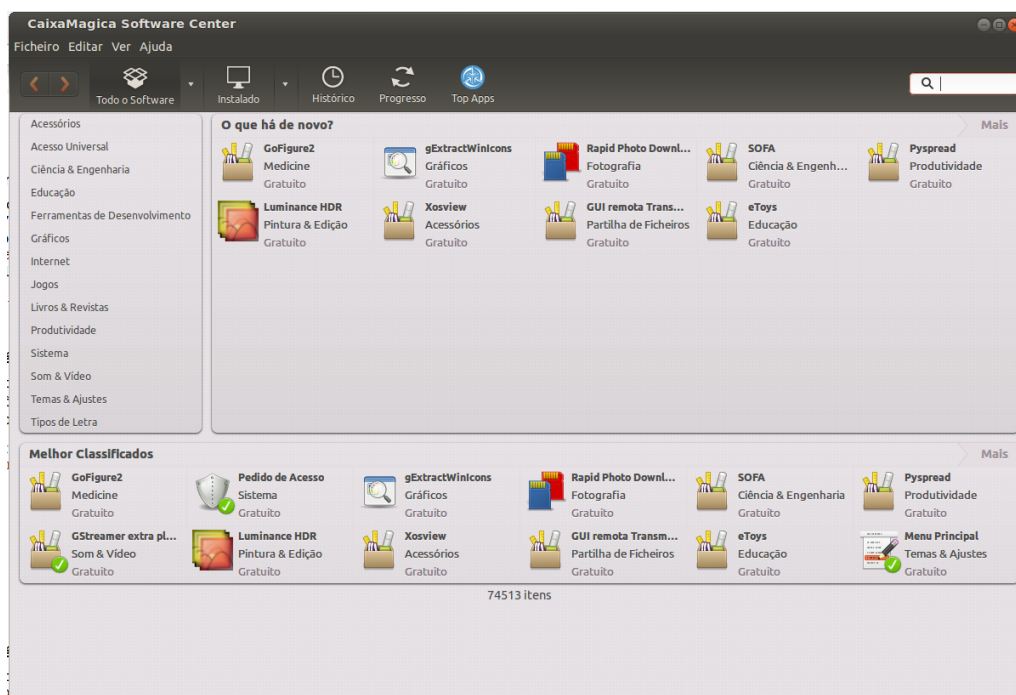 CaixaMagica Software Center
Ficheiro Editar Ver Ajuda
Todo o Software
Instalado
Histórico
Progresso
Top Apps
Acessórios
Acesso Universal
Ciência & Engenharia
Educação
Ferramentas de Desenvolvimento
Gráficos
Internet
Jogos
Livros & Revistas
Produtividade
Sistema
Som & Vídeo
Temas & Ajustes
Tipos de Letra
O que há de novo?
Mais
GoFigure2
Medicine
Gratuito
gExtractWinIcons
Gráficos
Gratuito
Rapid Photo Downl...
Fotografia
Gratuito
SOFA
Ciência & Engenh...
Gratuito
Pyspread
Produtividade
Gratuito
Luminance HDR
Pintura & Edição
Gratuito
Xosview
Acessórios
Gratuito
GUI remota Trans...
Partilha de Ficheiros
Gratuito
eToys
Educação
Gratuito
Melhor Classificados
Mais
GoFigure2
Medicine
Gratuito
Pedido de Acesso
Sistema
Gratuito
gExtractWinIcons
Gráficos
Gratuito
Rapid Photo Downl...
Fotografia
Gratuito
SOFA
Ciência & Engenharia
Gratuito
Pyspread
Produtividade
Gratuito
GStreamer extra pl...
Som & Vídeo
Gratuito
Luminance HDR
Pintura & Edição
Gratuito
Xosview
Acessórios
Gratuito
GUI remota Transm...
Partilha de Ficheiros
Gratuito
eToys
Educação
Gratuito
Menu Principal
Temas & Ajustes
Gratuito
74513 itens